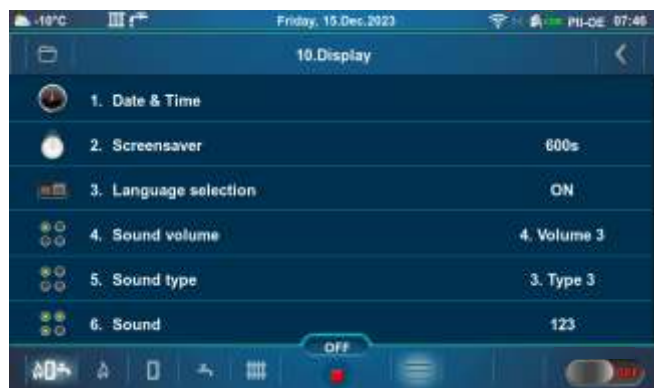 -10°C Friday, 15.Dec.2023 PII-OE 07:46
10.Display
1. Date & Time
2. Screensaver 600s
3. Language selection ON
4. Sound volume 4. Volume 3
5. Sound type 3. Type 3
6. Sound 123
OFF
OFF